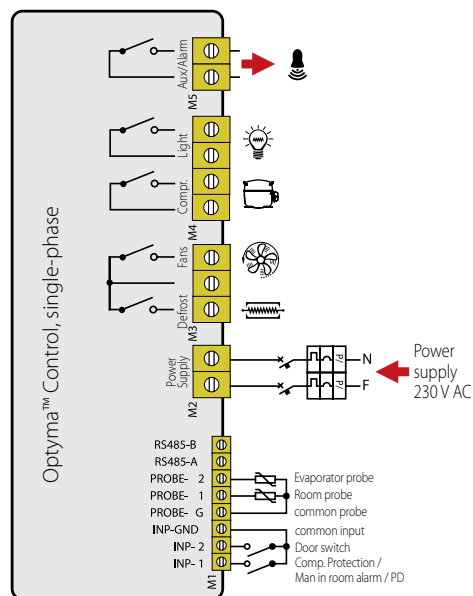 Optyma™ Control, single-phase
Aux/Alarm
M5
Light
Compr.
M4
Fans
Defrost
M3
Power
Supply
M2
N
F
P/
P/
Power
supply
230 V AC
RS485-B
RS485-A
PROBE- 2
Evaporator probe
PROBE- 1
Room probe
PROBE- G
common probe
INP-GND
common input
INP- 2
Door switch
INP- 1
Comp. Protection /
Man in room alarm / PD
M1